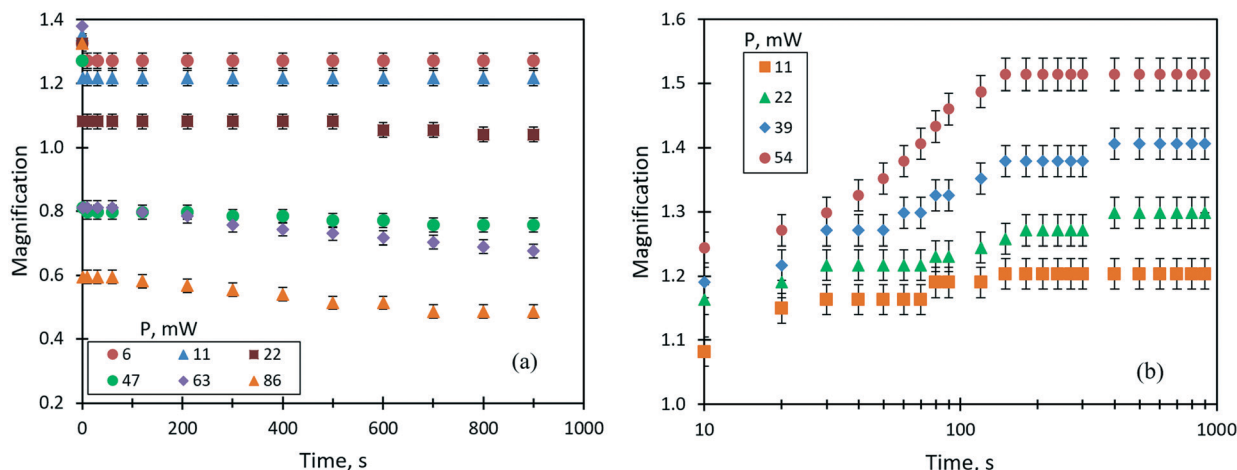 1.4
1.2
1.0
0.8
0.6
0.4
0.2
Magnification
P, mW
6 11 22
47 63 86
(a)
0 200 400 600 800 1000
Time, s
1.6
1.5
1.4
1.3
1.2
1.1
1.0
Magnification
P, mW
11
22
39
54
(b)
10 100 1000
Time, s